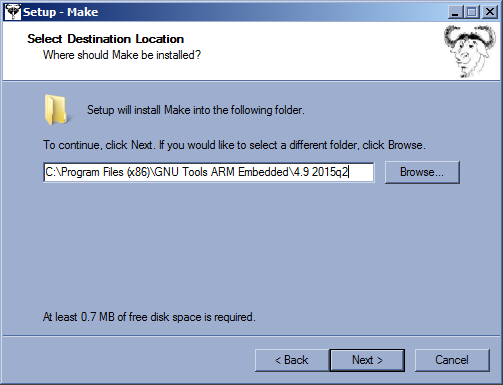 Setup - Make
Select Destination Location
Where should Make be installed?
Setup will install Make into the following folder.
To continue, click Next. If you would like to select a different folder, click Browse.
C:\Program Files (x86)\GNU Tools ARM Embedded\4.9 2015q2
Browse...
At least 0.7 MB of free disk space is required.
< Back
Next >
Cancel